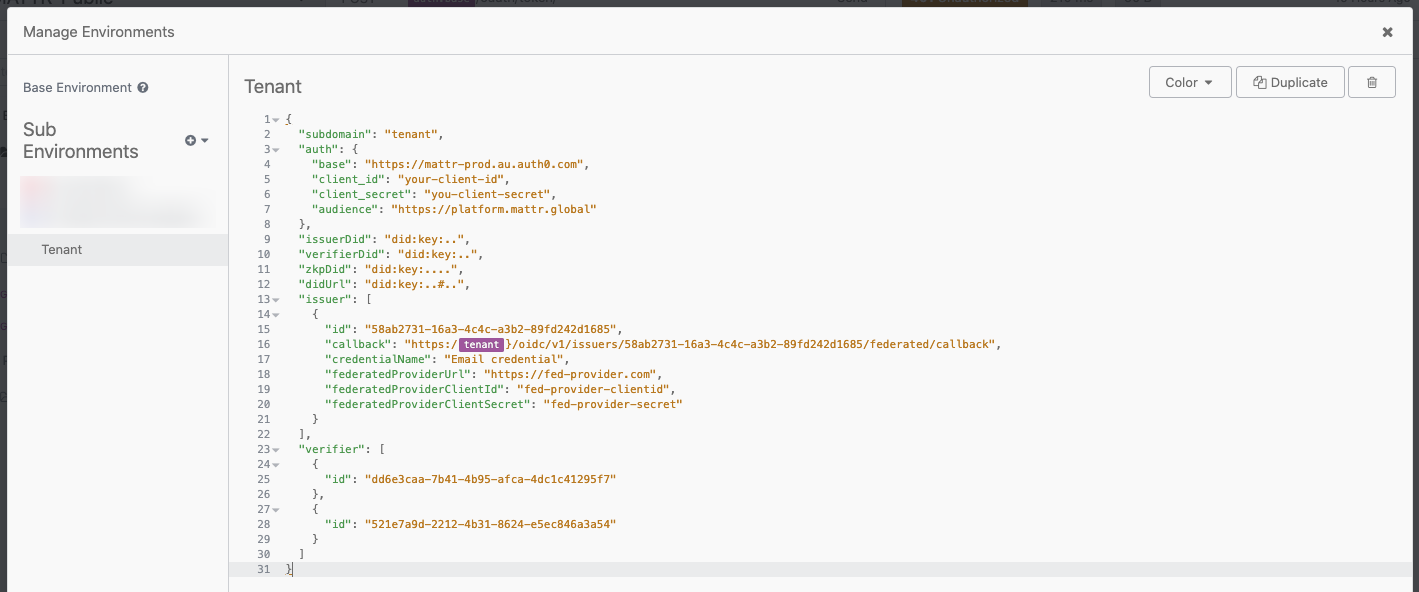 Manage Environments
Base Environment
Sub Environments
Tenant
Tenant
Color
Duplicate
1 {
2 "subdomain": "tenant",
3 "auth": {
4 "base": "https://mattr-prod.au.auth0.com",
5 "client_id": "your-client-id",
6 "client_secret": "you-client-secret",
7 "audience": "https://platform.mattr.global"
8 },
9 "issuerDid": "did:key:..",
10 "verifierDid": "did:key:..",
11 "zkpDid": "did:key:....",
12 "didUrl": "did:key:..#..",
13 "issuer": [
14 {
15 "id": "58ab2731-16a3-4c4c-a3b2-89fd242d1685",
16 "callback": "https:/ tenant }/oidc/v1/issuers/58ab2731-16a3-4c4c-a3b2-89fd242d1685/federated/callback",
17 "credentialName": "Email credential",
18 "federatedProviderUrl": "https://fed-provider.com",
19 "federatedProviderClientId": "fed-provider-clientid",
20 "federatedProviderClientSecret": "fed-provider-secret"
21 }
22 ],
23 "verifier": [
24 {
25 "id": "dd6e3caa-7b41-4b95-afca-4dc1c41295f7"
26 },
27 {
28 "id": "521e7a9d-2212-4b31-8624-e5ec846a3a54"
29 }
30 ]
31 }